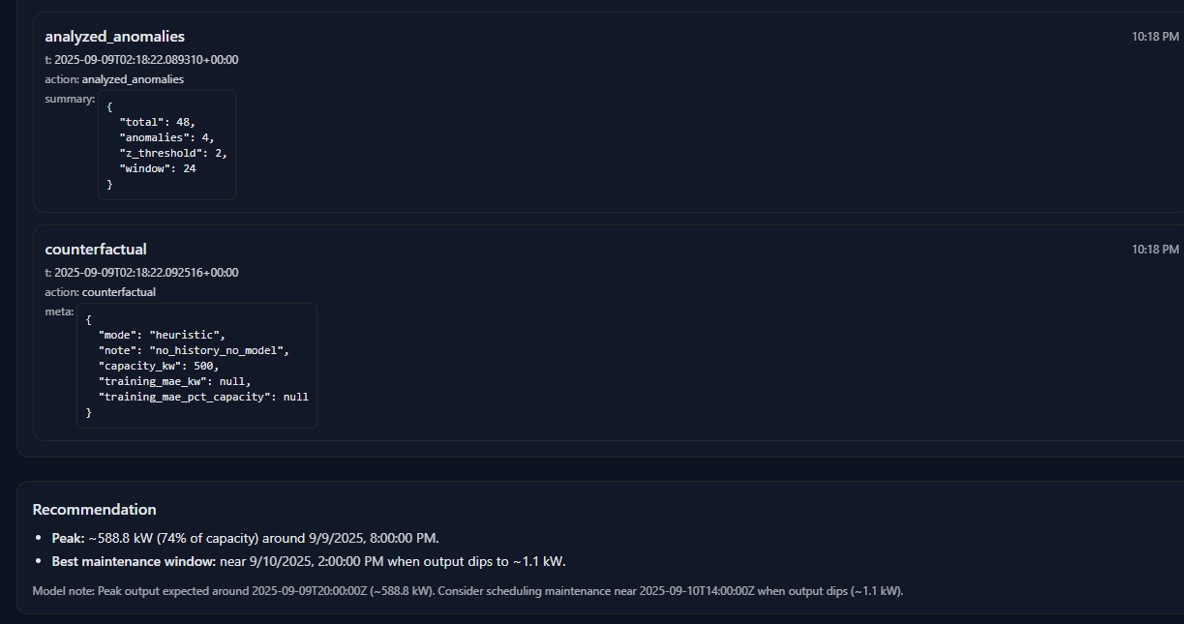 analyzed_anomalies
10:18 PM
t: 2025-09-09T02:18:22.089310+00:00
action: analyzed_anomalies
summary:
{
"total": 48,
"anomalies": 4,
"z_threshold": 2,
"window": 24
}
counterfactual
10:18 PM
t: 2025-09-09T02:18:22.092516+00:00
action: counterfactual
meta:
{
"mode": "heuristic",
"note": "no_history_no_model",
"capacity_kw": 500,
"training_mae_kw": null,
"training_mae_pct_capacity": null
}
Recommendation
• Peak: ~588.8 kW (74% of capacity) around 9/9/2025, 8:00:00 PM.
• Best maintenance window: near 9/10/2025, 2:00:00 PM when output dips to ~1.1 kW.
Model note: Peak output expected around 2025-09-09T20:00:00Z (~588.8 kW). Consider scheduling maintenance near 2025-09-10T14:00:00Z when output dips (~1.1 kW).